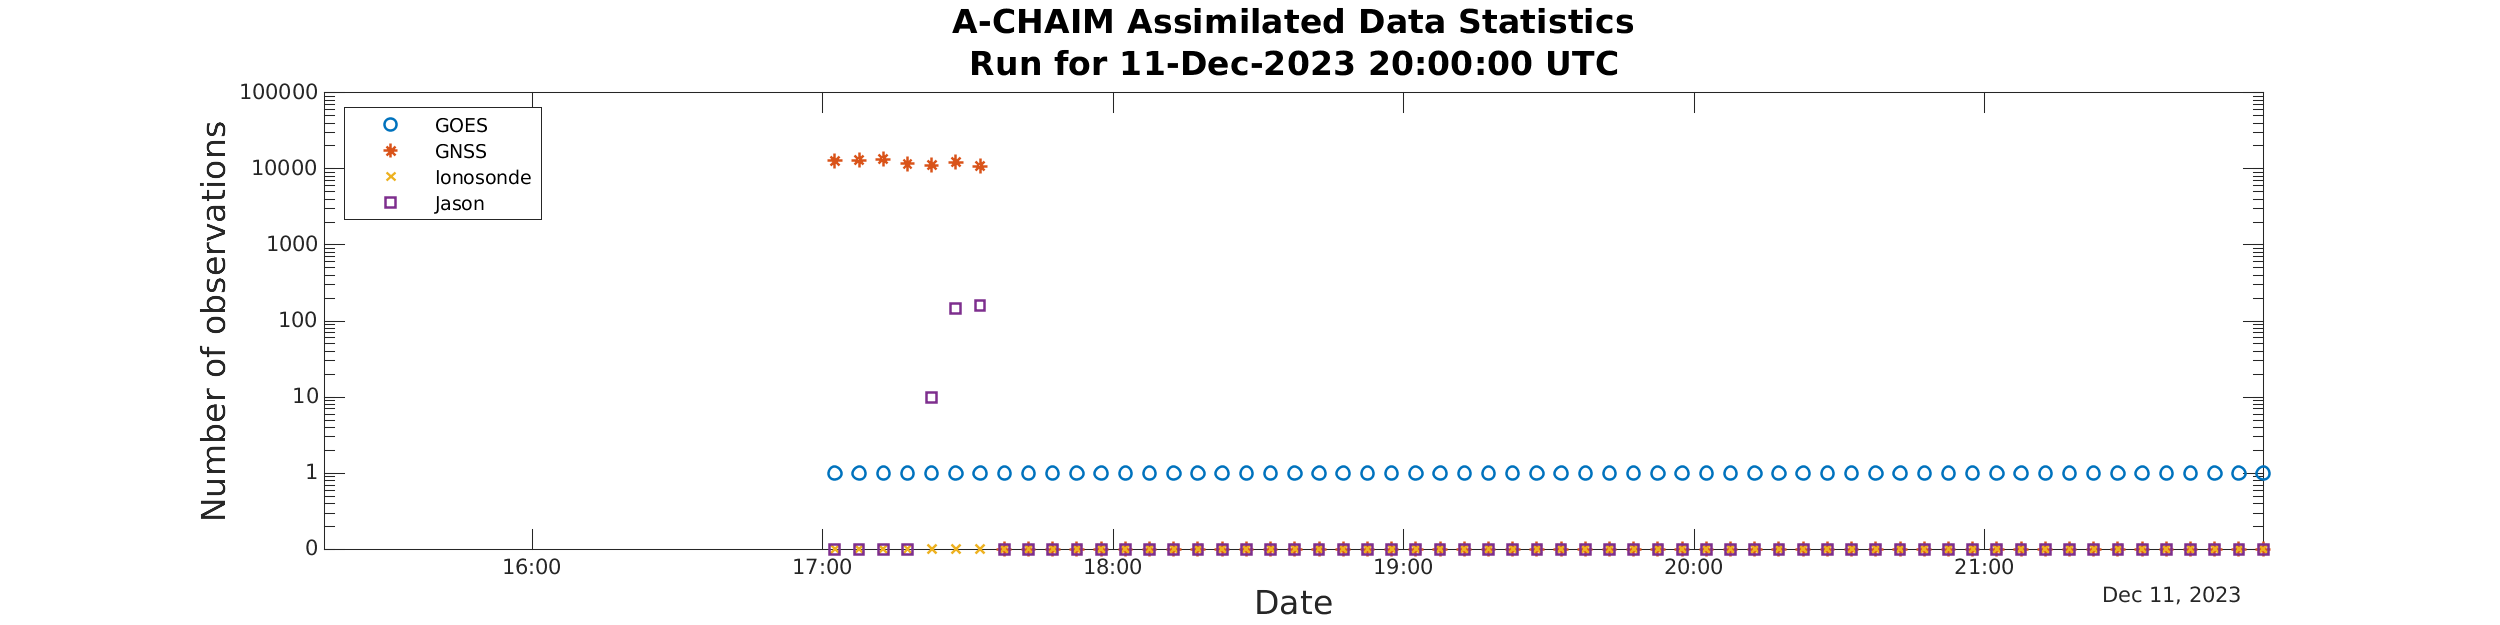 A-CHAIM Assimilated Data Statistics
Run for 11-Dec-2023 20:00:00 UTC
100000
10000
1000
100
10
1
0
Number of observations
GOES
GNSS
Ionosonde
Jason
16:00
17:00
18:00
19:00
20:00
21:00
Date
Dec 11, 2023